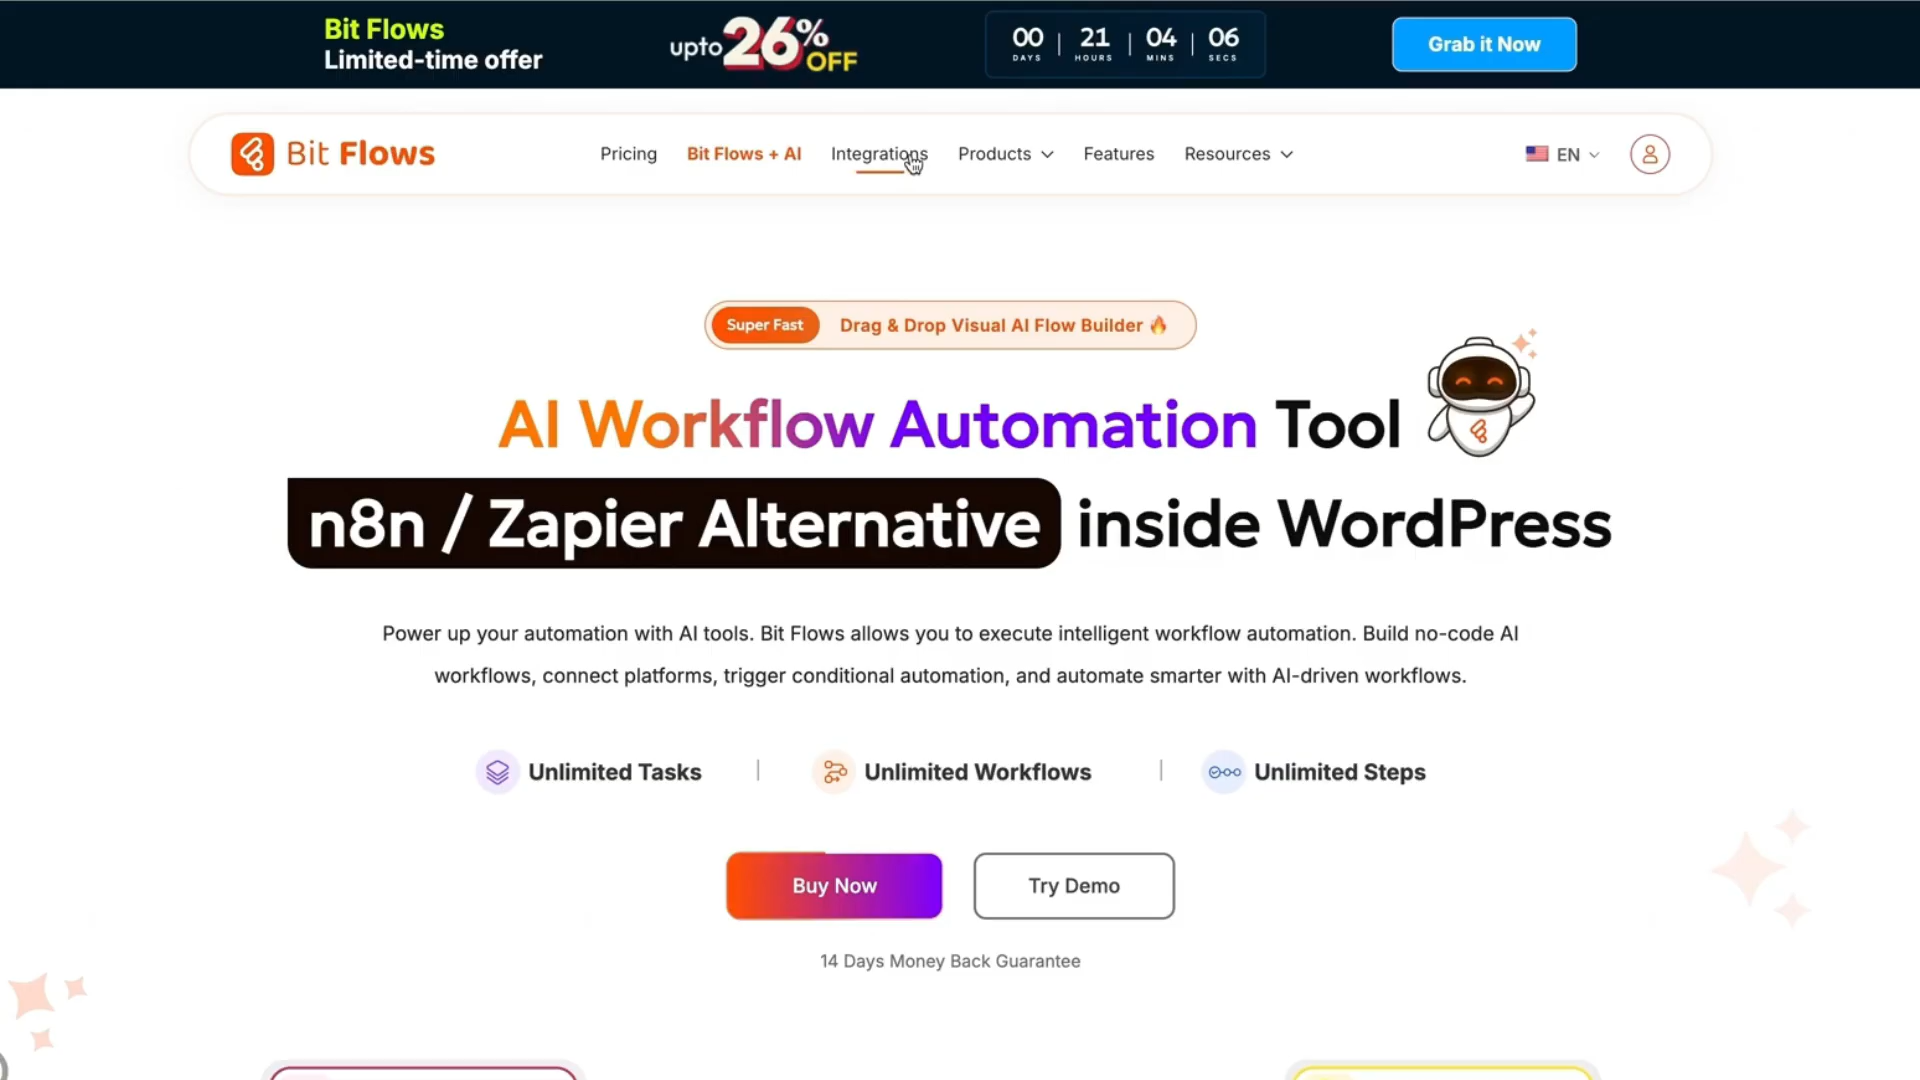 Bit Flows
Limited-time offer
upto 26% OFF
00 DAYS | 21 HOURS | 04 MINS | 06 SECS
Grab it Now
Bit Flows
Pricing
Bit Flows + AI
Integrations
Products
Features
Resources
EN
Super Fast
Drag & Drop Visual AI Flow Builder 🔥
AI Workflow Automation Tool
n8n / Zapier Alternative inside WordPress
Power up your automation with AI tools. Bit Flows allows you to execute intelligent workflow automation. Build no-code AI
workflows, connect platforms, trigger conditional automation, and automate smarter with AI-driven workflows.
Unlimited Tasks | Unlimited Workflows | Unlimited Steps
Buy Now
Try Demo
14 Days Money Back Guarantee